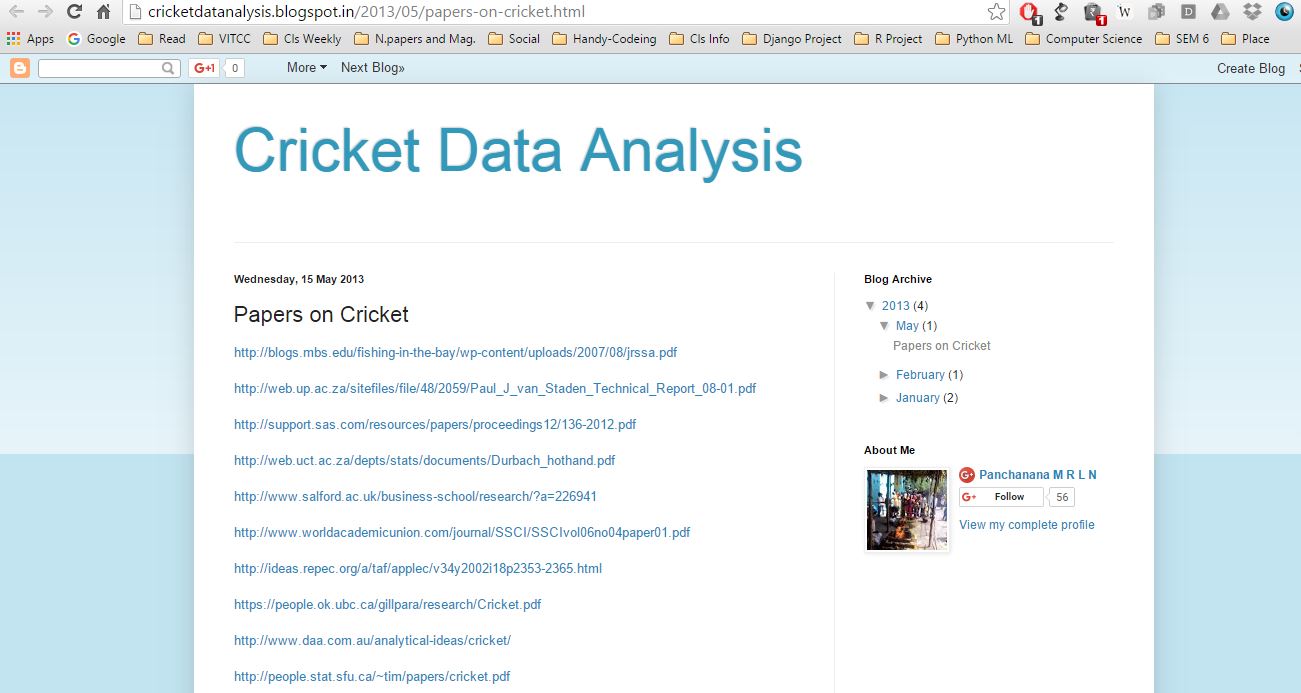 cricketdatanalysis.blogspot.in/2013/05/papers-on-cricket.html
1 1 W D
Apps Google Read VITCC CIs Weekly N.papers and Mag. Social Handy-Codeing CIs Info Django Project R Project Python ML Computer Science SEM 6 Place
G+1 0 More Next Blog» Create Blog
Cricket Data Analysis
Wednesday, 15 May 2013
Papers on Cricket
http://blogs.mbs.edu/fishing-in-the-bay/wp-content/uploads/2007/08/jrssa.pdf
http://web.up.ac.za/sitefiles/file/48/2059/Paul_J_van_Staden_Technical_Report_08-01.pdf
http://support.sas.com/resources/papers/proceedings12/136-2012.pdf
http://web.uct.ac.za/depts/stats/documents/Durbach_hothand.pdf
http://www.salford.ac.uk/business-school/research/?a=226941
http://www.worldacademicunion.com/journal/SSCI/SSCIvol06no04paper01.pdf
http://ideas.repec.org/a/taf/applec/v34y2002i18p2353-2365.html
https://people.ok.ubc.ca/gillpara/research/Cricket.pdf
http://www.daa.com.au/analytical-ideas/cricket/
http://people.stat.sfu.ca/~tim/papers/cricket.pdf
Blog Archive
▼ 2013 (4)
▼ May (1)
Papers on Cricket
► February (1)
► January (2)
About Me
G+ Panchanana M R L N
G+ Follow 56
View my complete profile